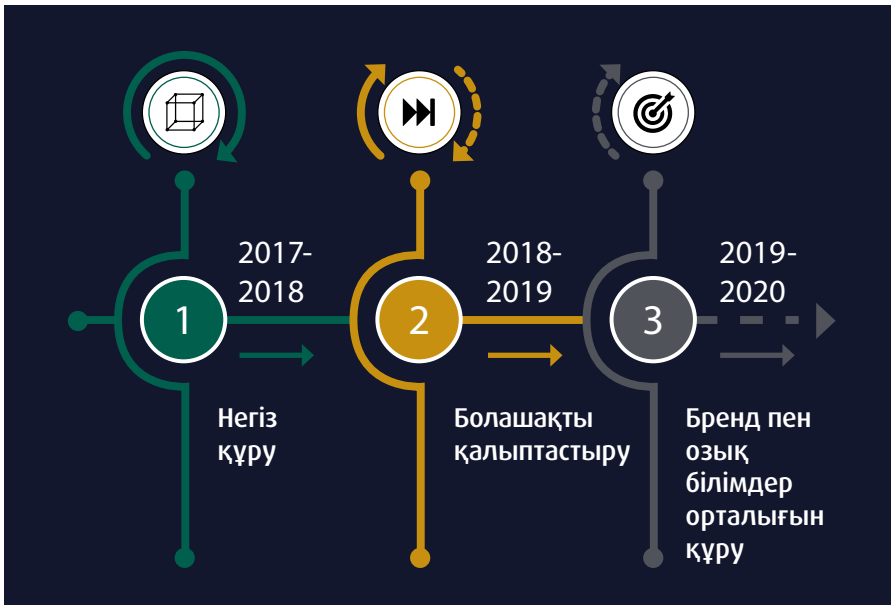 1
2017-
2018
Негіз
құру
2
2018-
2019
Болашақты
қалыптастыру
3
2019-
2020
Бренд пен
озық
білімдер
орталығын
құру